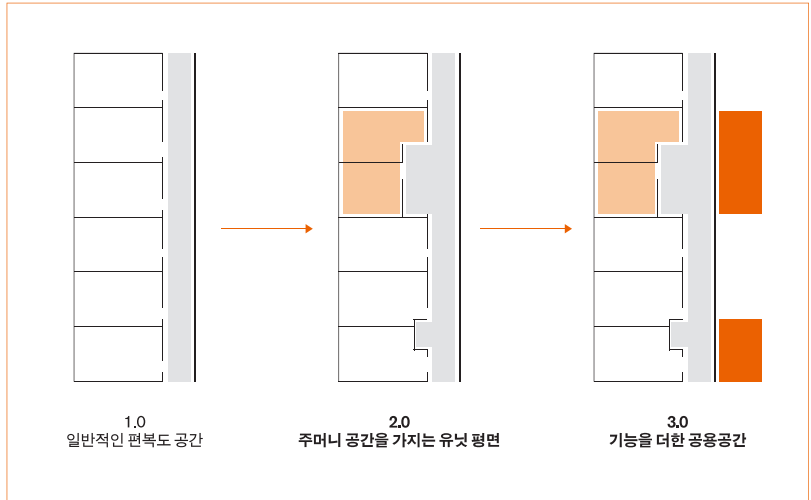 1.0
일반적인 편복도 공간
2.0
주머니 공간을 가지는 유닛 평면
3.0
기능을 더한 공용공간